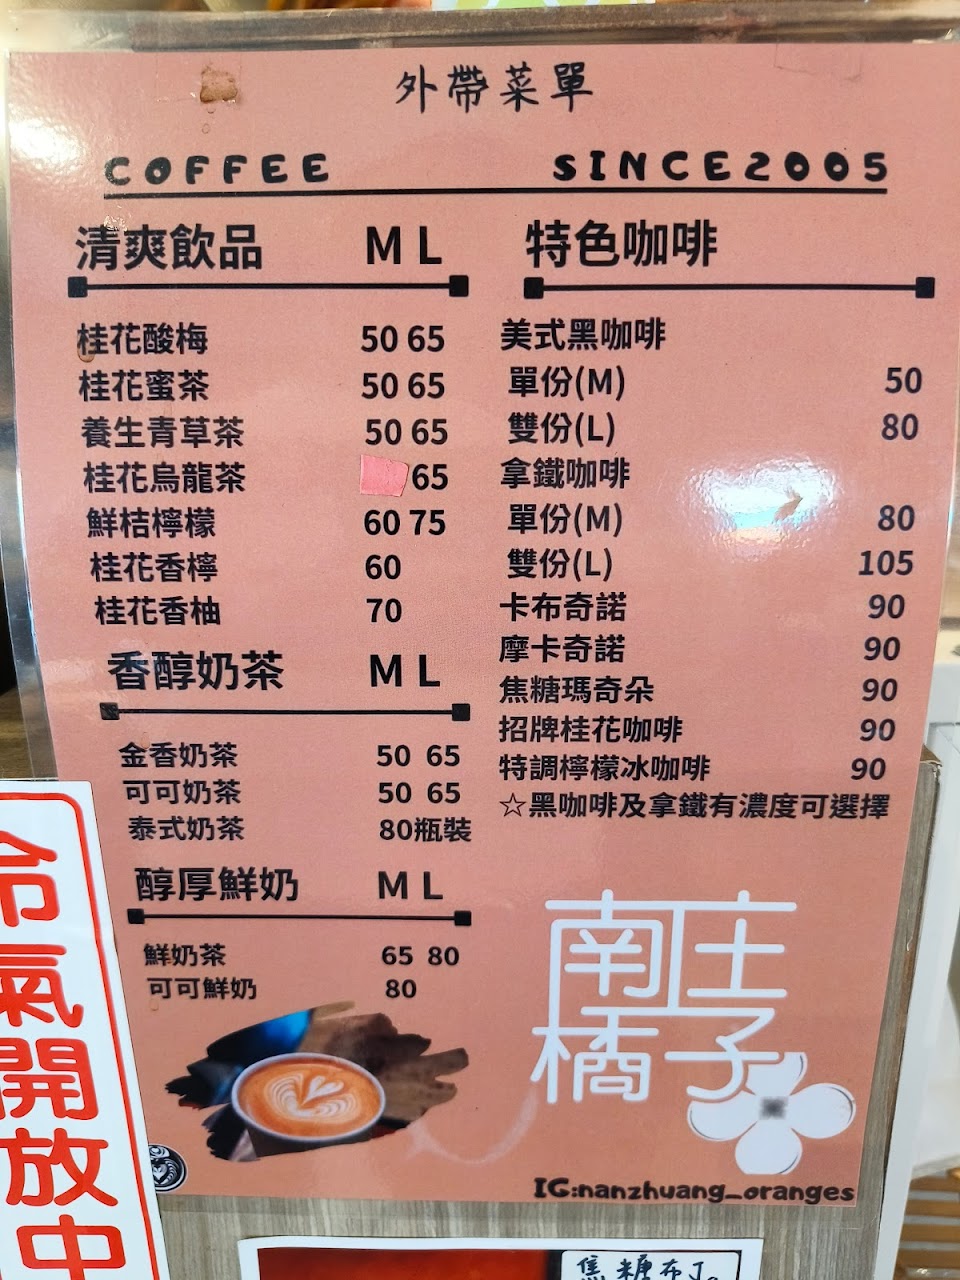 外帶菜單
COFFEE SINCE2005
清爽飲品 M L
桂花酸梅 50 65
桂花蜜茶 50 65
養生青草茶 50 65
桂花烏龍茶 65
鮮桔檸檬 60 75
桂花香檸 60
桂花香柚 70
香醇奶茶 M L
金香奶茶 50 65
可可奶茶 50 65
泰式奶茶 80瓶裝
醇厚鮮奶 M L
鮮奶茶 65 80
可可鮮奶 80
特色咖啡
美式黑咖啡
單份(M) 50
雙份(L) 80
拿鐵咖啡
單份(M) 80
雙份(L) 105
卡布奇諾 90
摩卡奇諾 90
焦糖瑪奇朵 90
招牌桂花咖啡 90
特調檸檬冰咖啡 90
☆黑咖啡及拿鐵有濃度可選擇
南庄
橘子
IG:nanzhuang_oranges
冷氣開放中
焦糖布丁